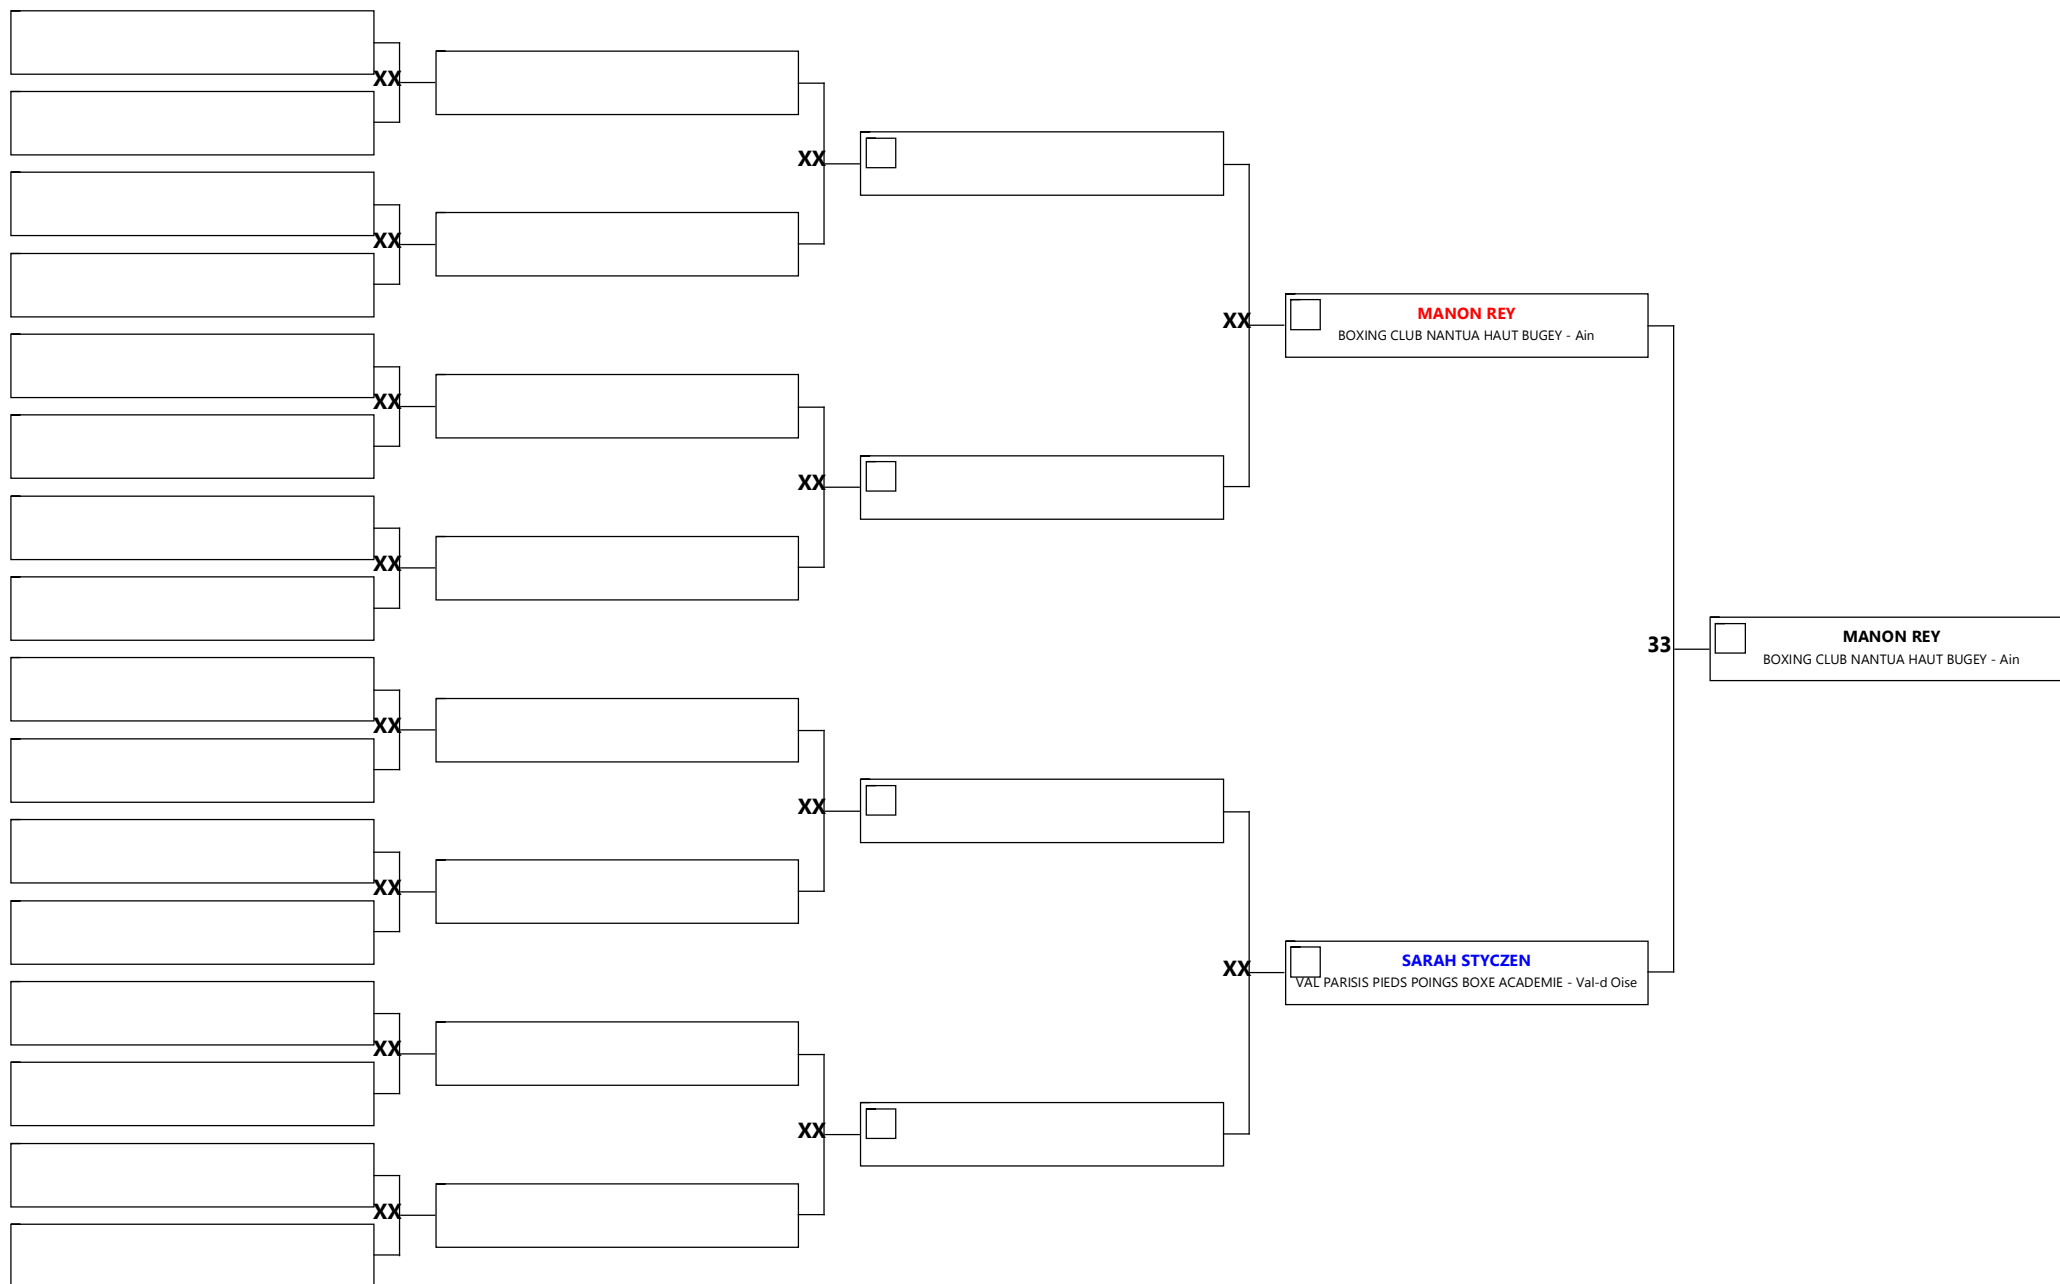 XX
XX
XX
XX
XX
XX
XX
XX
XX
XX
XX
XX
XX
MANON REY
BOXING CLUB NANTUA HAUT BUGEY - Ain
XX
SARAH STYCZEN
VAL PARISIS PIEDS POINGS BOXE ACADEMIE - Val-d Oise
33
MANON REY
BOXING CLUB NANTUA HAUT BUGEY - Ain